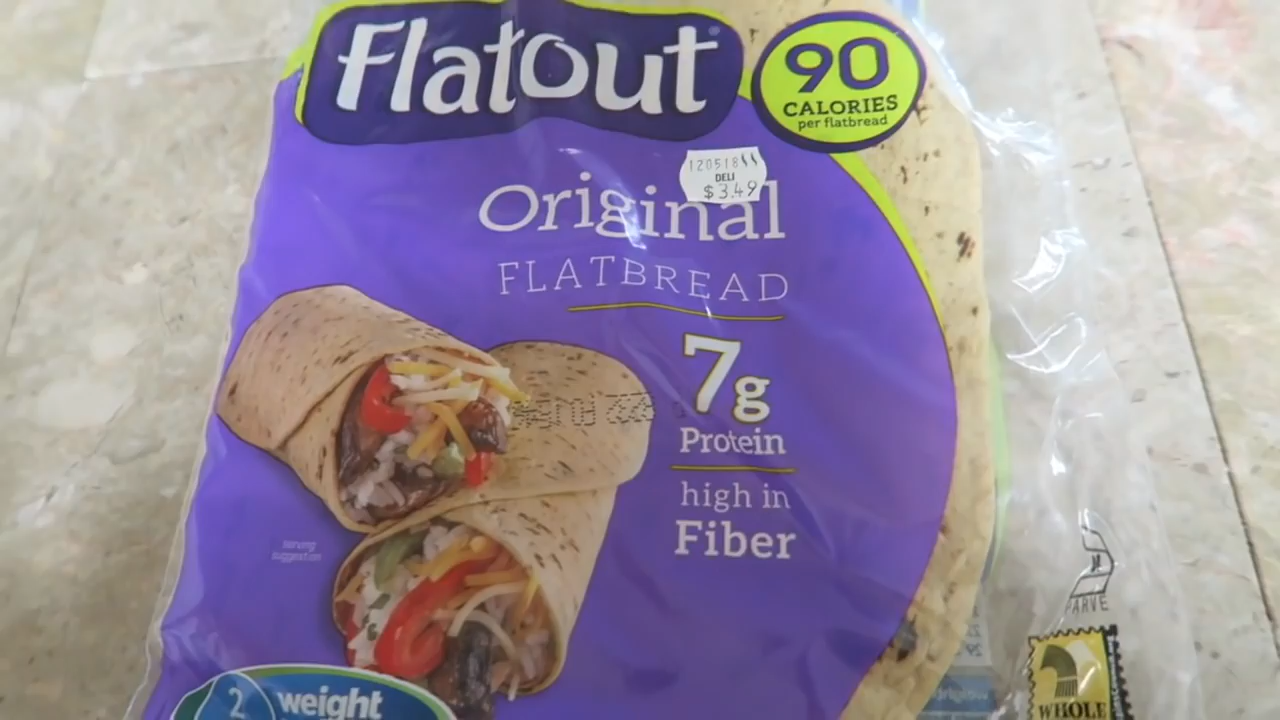 Flatout
90
CALORIES
per flatbread
120518
DELI
$3.49
Original
FLATBREAD
7g
Protein
high in
Fiber
serving
suggestion
PARVE
2
weight
WHOLE